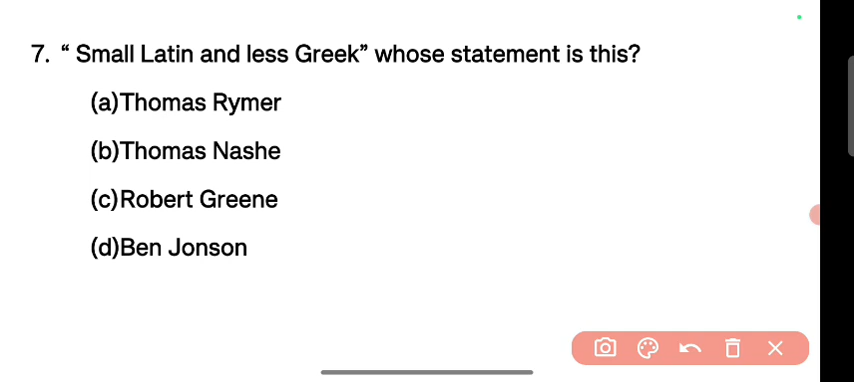 7. “ Small Latin and less Greek” whose statement is this?
(a)Thomas Rymer
(b)Thomas Nashe
(c)Robert Greene
(d)Ben Jonson